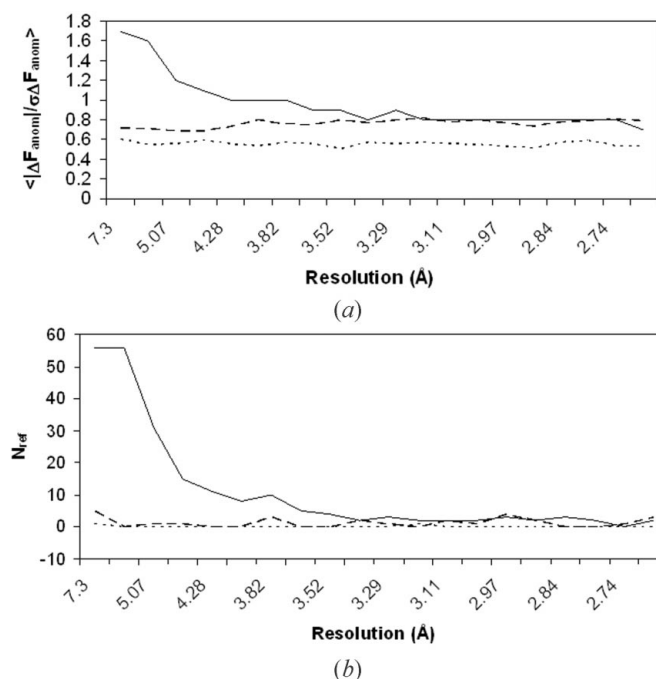 1.8
1.6
1.4
1.2
1
0.8
0.6
0.4
0.2
0
<|ΔF_anom|/σΔF_anom>
7.3 5.07 4.28 3.82 3.52 3.29 3.11 2.97 2.84 2.74
Resolution (Å)
(a)
60
50
40
30
20
10
0
-10
N_ref
7.3 5.07 4.28 3.82 3.52 3.29 3.11 2.97 2.84 2.74
Resolution (Å)
(b)